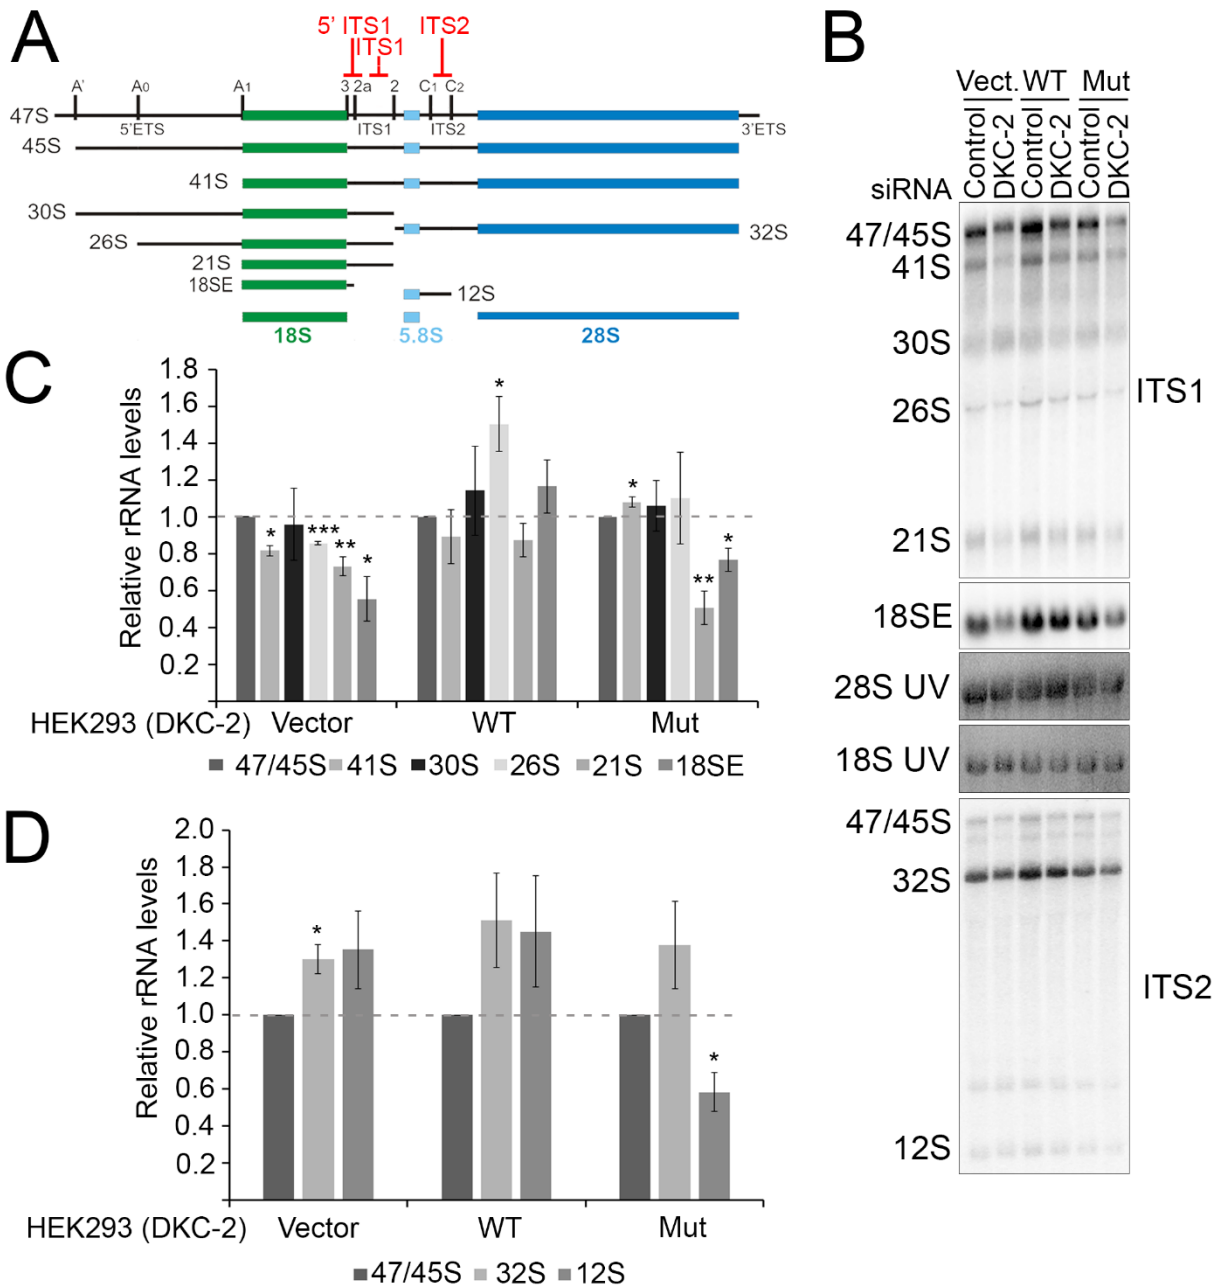 A
5' ITS1
ITS1
ITS2
A' A0 A1 3 2a 2 C1 C2
47S
5'ETS ITS1 ITS2 3'ETS
45S
41S
30S
32S
26S
21S
18SE
12S
18S 5.8S 28S
B
Vect. WT Mut
Control DKC-2 Control DKC-2 Control DKC-2
siRNA
47/45S
41S
30S
26S
21S
ITS1
18SE
28S UV
18S UV
47/45S
32S
12S
ITS2
C
Relative rRNA levels
1.8
1.6
1.4
1.2
1.0
0.8
0.6
0.4
0.2
* *** ** *
*
* ** *
HEK293 (DKC-2) Vector WT Mut
47/45S 41S 30S 26S 21S 18SE
D
Relative rRNA levels
2.0
1.8
1.6
1.4
1.2
1.0
0.8
0.6
0.4
0.2
*
*
HEK293 (DKC-2) Vector WT Mut
47/45S 32S 12S